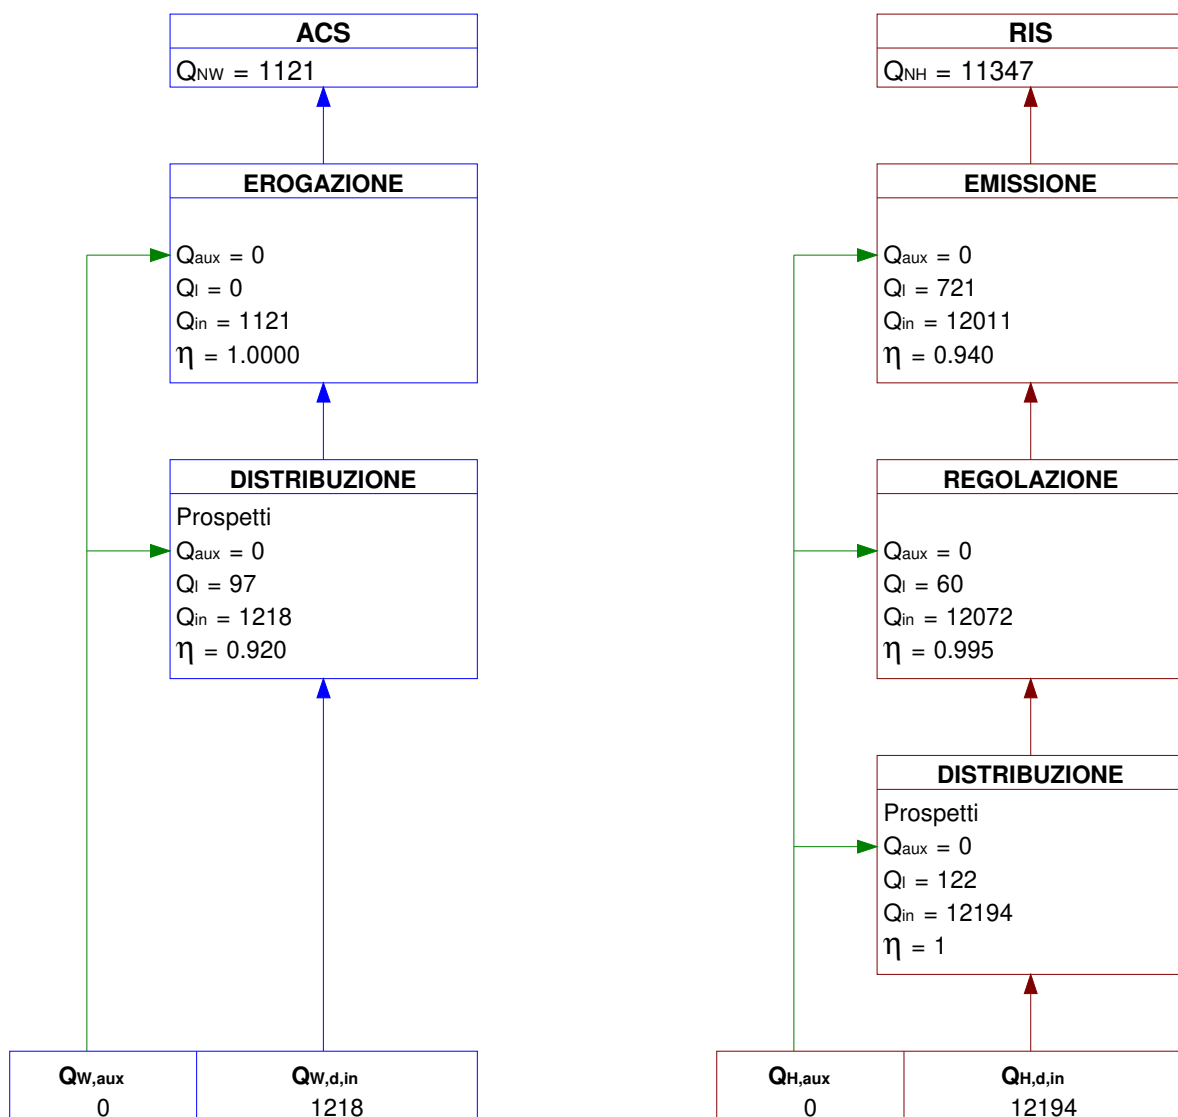 ACS
QNW = 1121
EROGAZIONE
Qaux = 0
Ql = 0
Qin = 1121
η = 1.0000
DISTRIBUZIONE
Prospetti
Qaux = 0
Ql = 97
Qin = 1218
η = 0.920
QW,aux
0
QW,d,in
1218
RIS
QNH = 11347
EMISSIONE
Qaux = 0
Ql = 721
Qin = 12011
η = 0.940
REGOLAZIONE
Qaux = 0
Ql = 60
Qin = 12072
η = 0.995
DISTRIBUZIONE
Prospetti
Qaux = 0
Ql = 122
Qin = 12194
η = 1
QH,aux
0
QH,d,in
12194